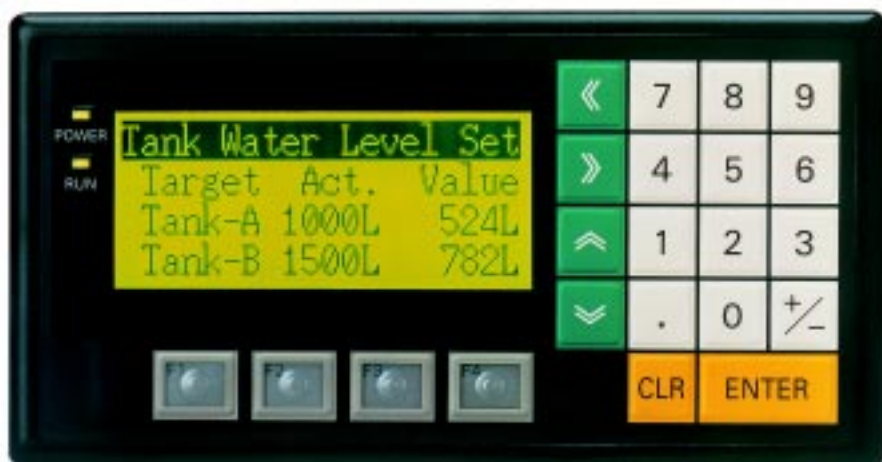 POWER
RUN
Tank Water Level Set
Target Act. Value
Tank-A 1000L 524L
Tank-B 1500L 782L
F1 F2 F3 F4
7 8 9
4 5 6
1 2 3
. 0 +/−
CLR ENTER